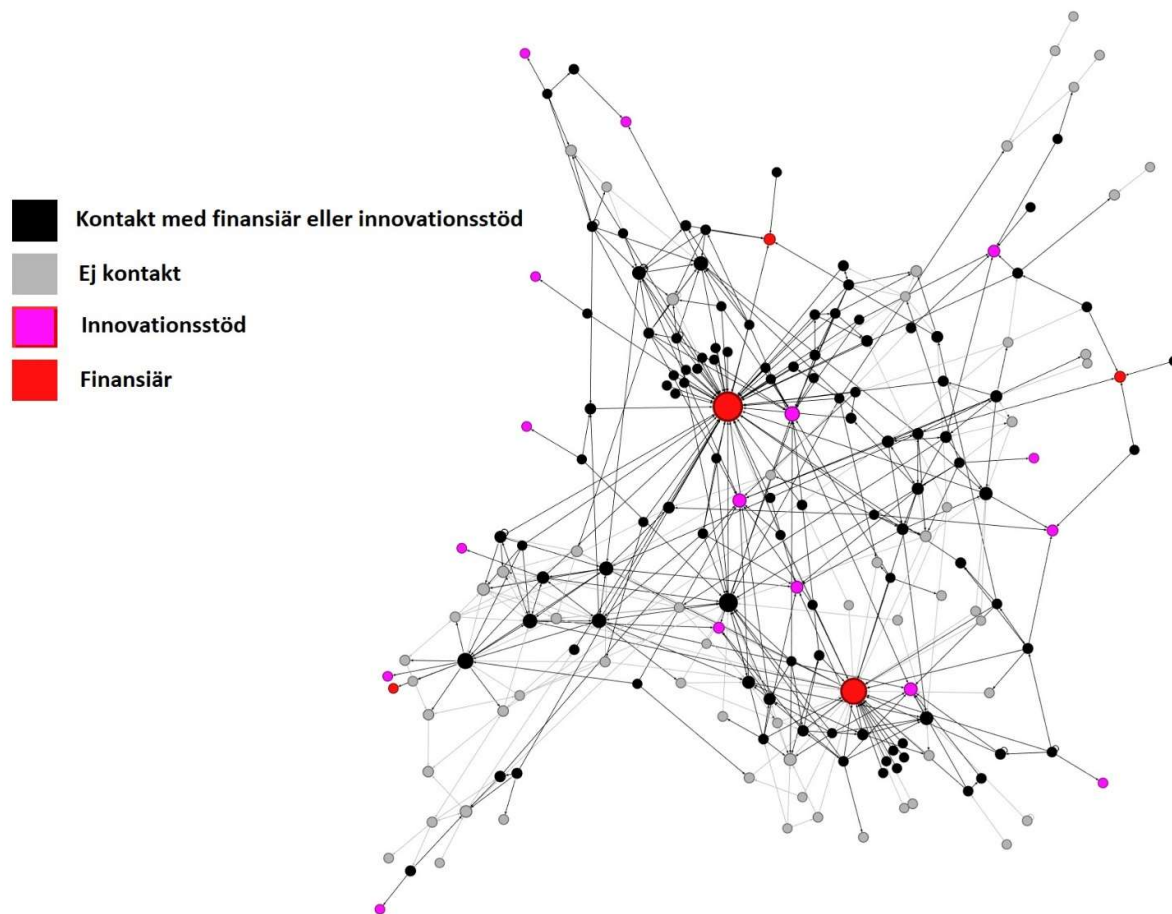 Kontakt med finansiär eller innovationsstöd
Ej kontakt
Innovationsstöd
Finansiär